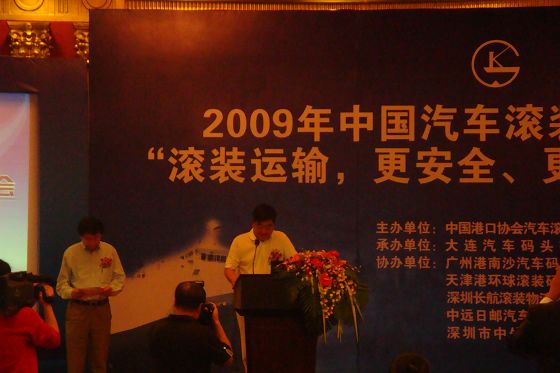 K
2009年中国汽车滚装
“滚装运输，更安全、更
主办单位：中国港口协会汽车滚
承办单位：大连汽车码头
协办单位：广州港南沙汽车码
天津港环球滚装码
深圳长航滚装物
中远日邮汽车
深圳市中
会